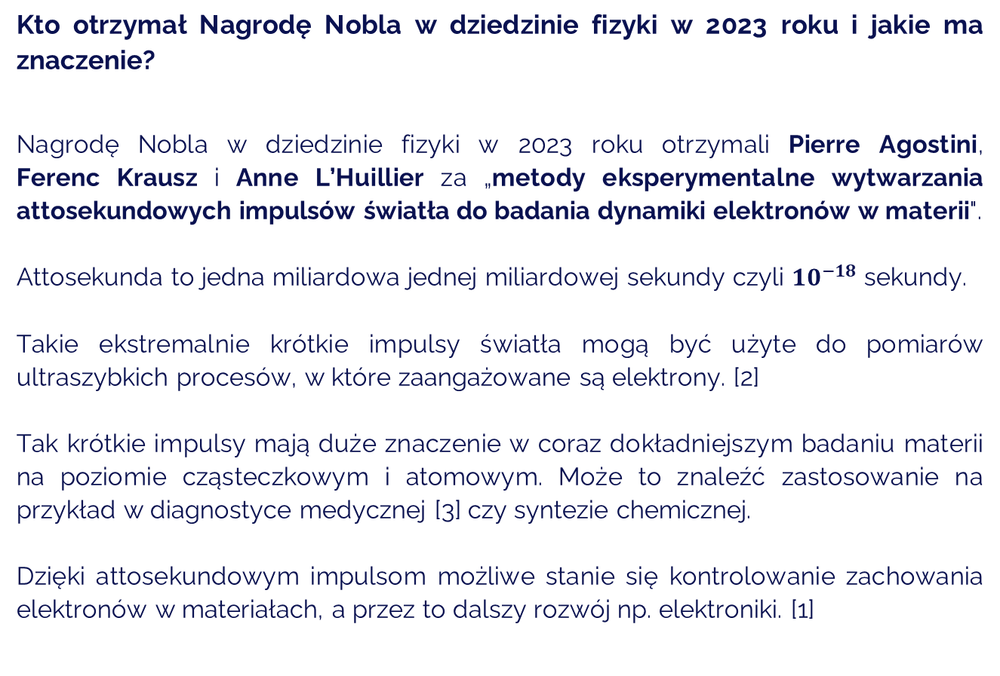 Kto otrzymał Nagrodę Nobla w dziedzinie fizyki w 2023 roku i jakie ma
znaczenie?
Nagrodę Nobla w dziedzinie fizyki w 2023 roku otrzymali Pierre Agostini,
Ferenc Krausz i Anne L’Huillier za „metody eksperymentalne wytwarzania
attosekundowych impulsów światła do badania dynamiki elektronów w materii".
Attosekunda to jedna miliardowa jednej miliardowej sekundy czyli 10⁻¹⁸ sekundy.
Takie ekstremalnie krótkie impulsy światła mogą być użyte do pomiarów
ultraszybkich procesów, w które zaangażowane są elektrony. [2]
Tak krótkie impulsy mają duże znaczenie w coraz dokładniejszym badaniu materii
na poziomie cząsteczkowym i atomowym. Może to znaleźć zastosowanie na
przykład w diagnostyce medycznej [3] czy syntezie chemicznej.
Dzięki attosekundowym impulsom możliwe stanie się kontrolowanie zachowania
elektronów w materiałach, a przez to dalszy rozwój np. elektroniki. [1]